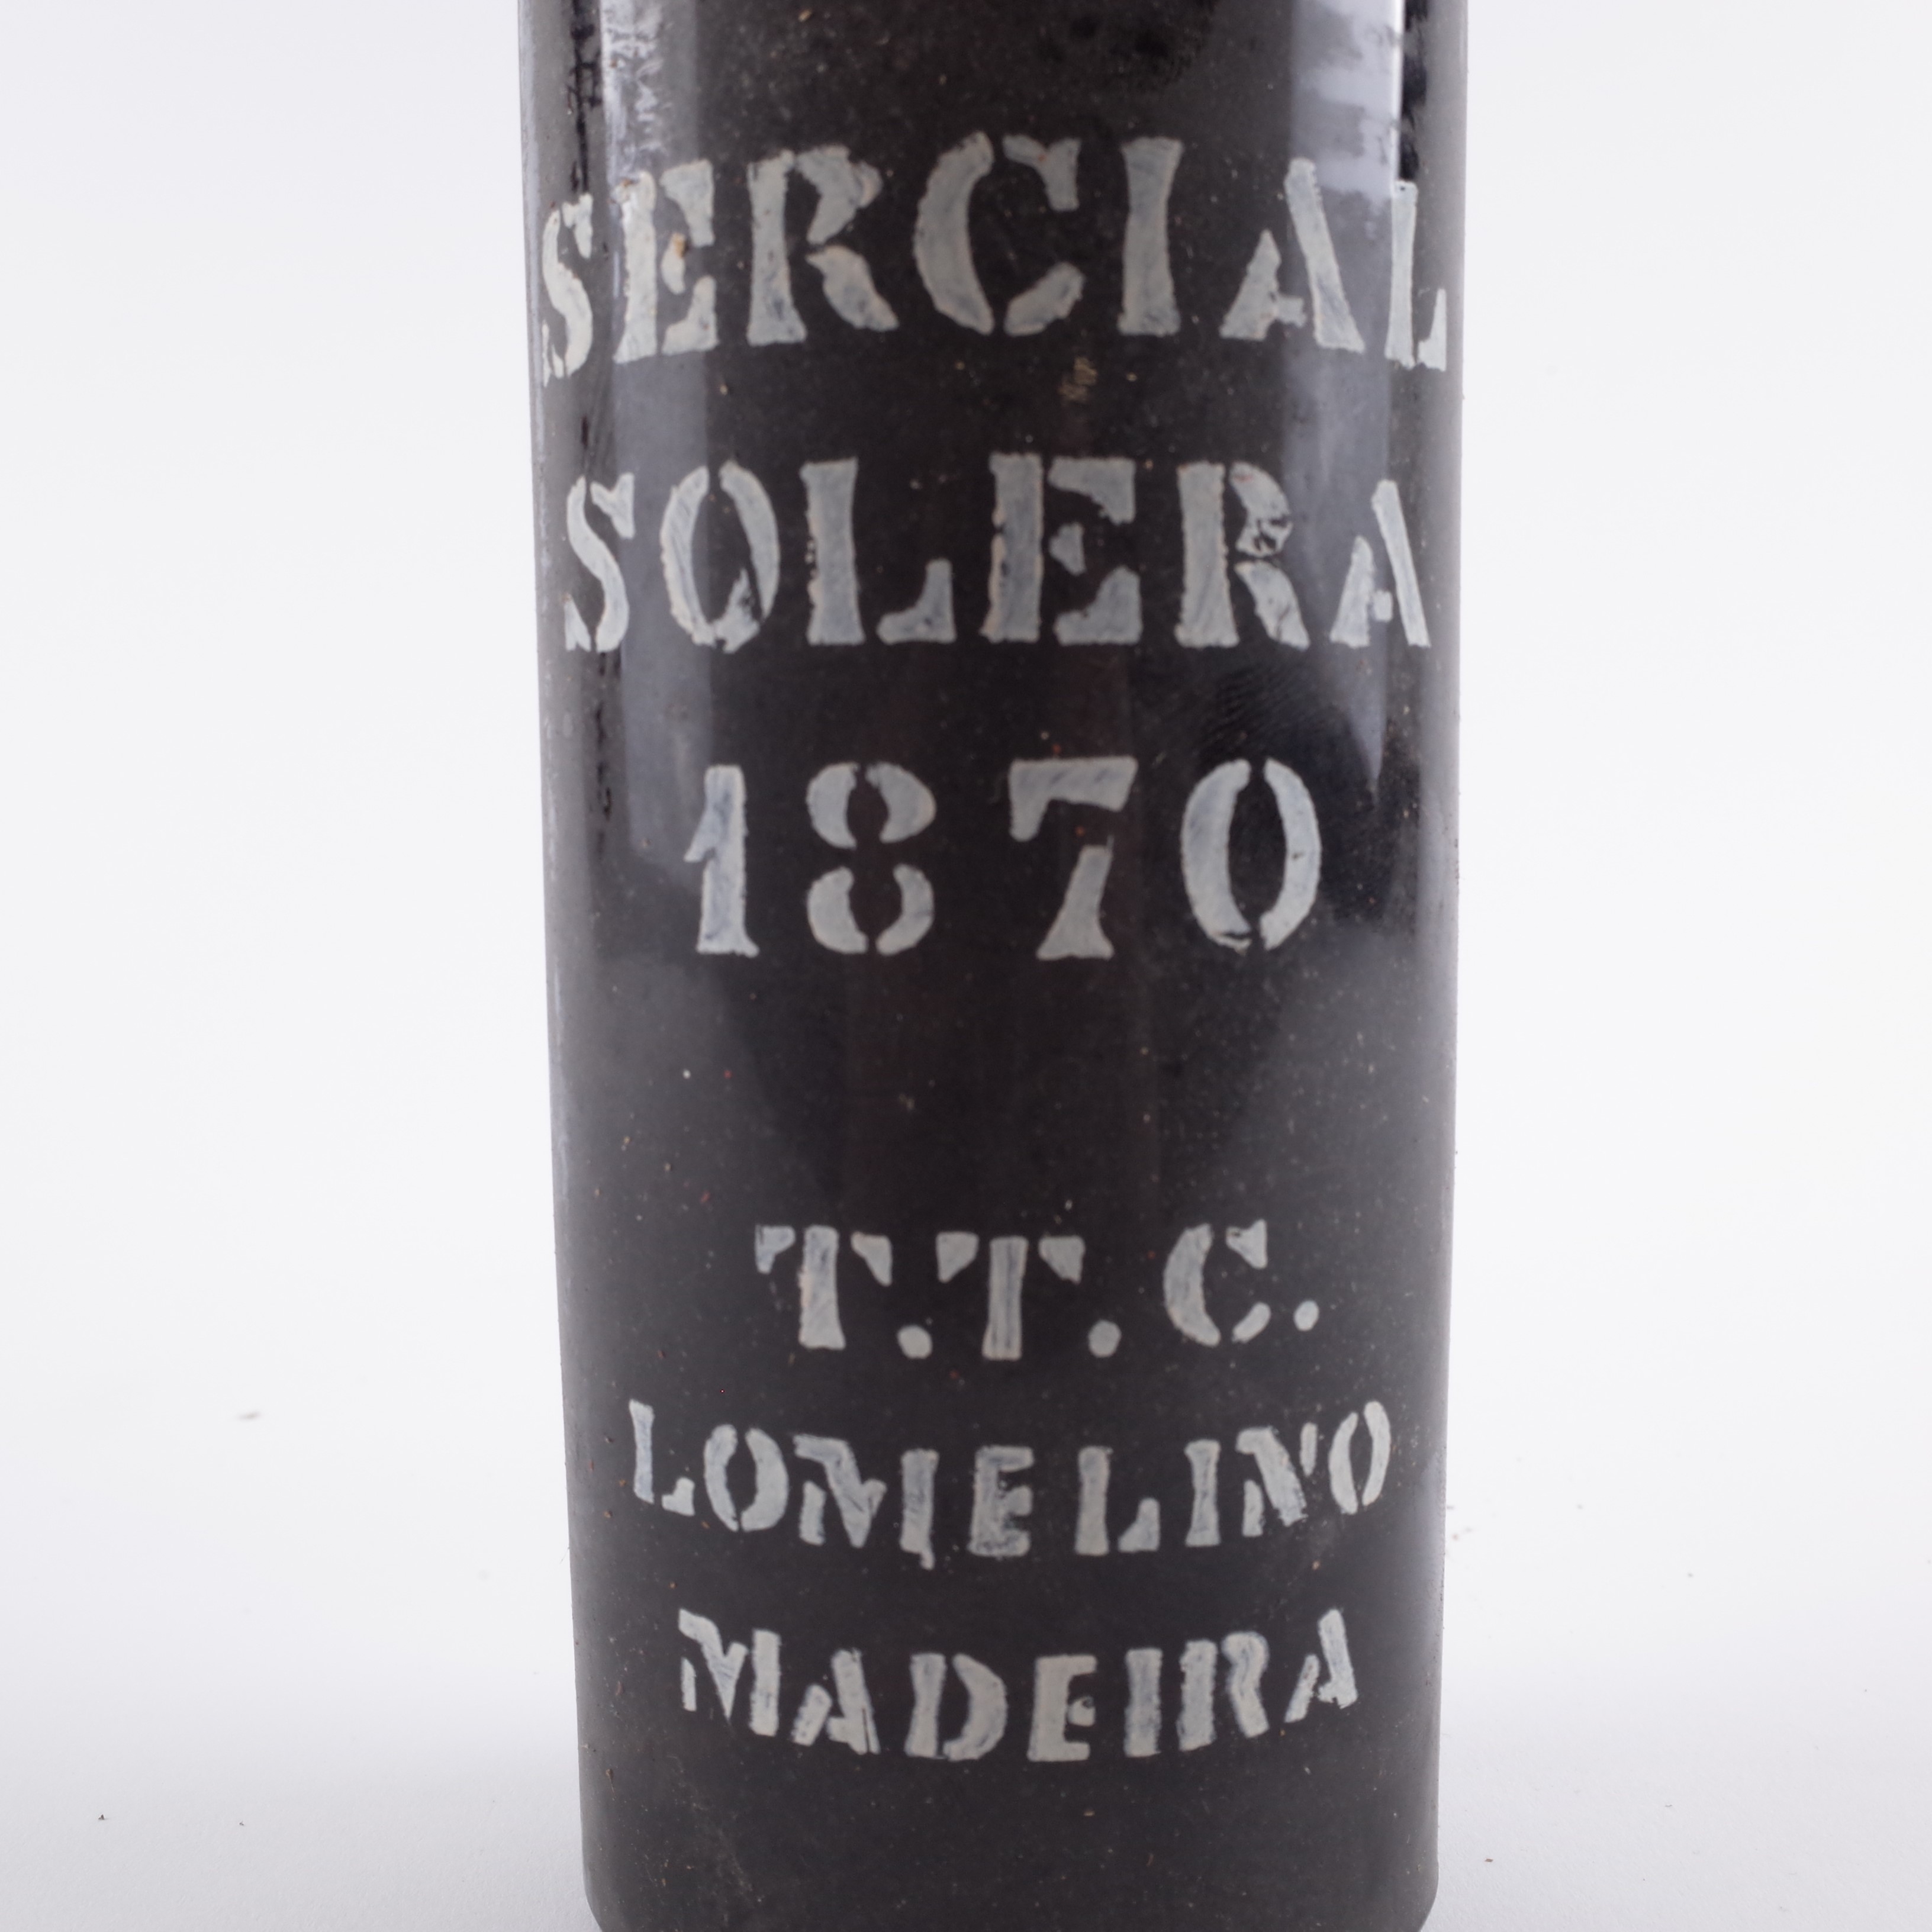 SERCIAL
SOLERA
1870
T.T.C.
LOMELINO
MADEIRA